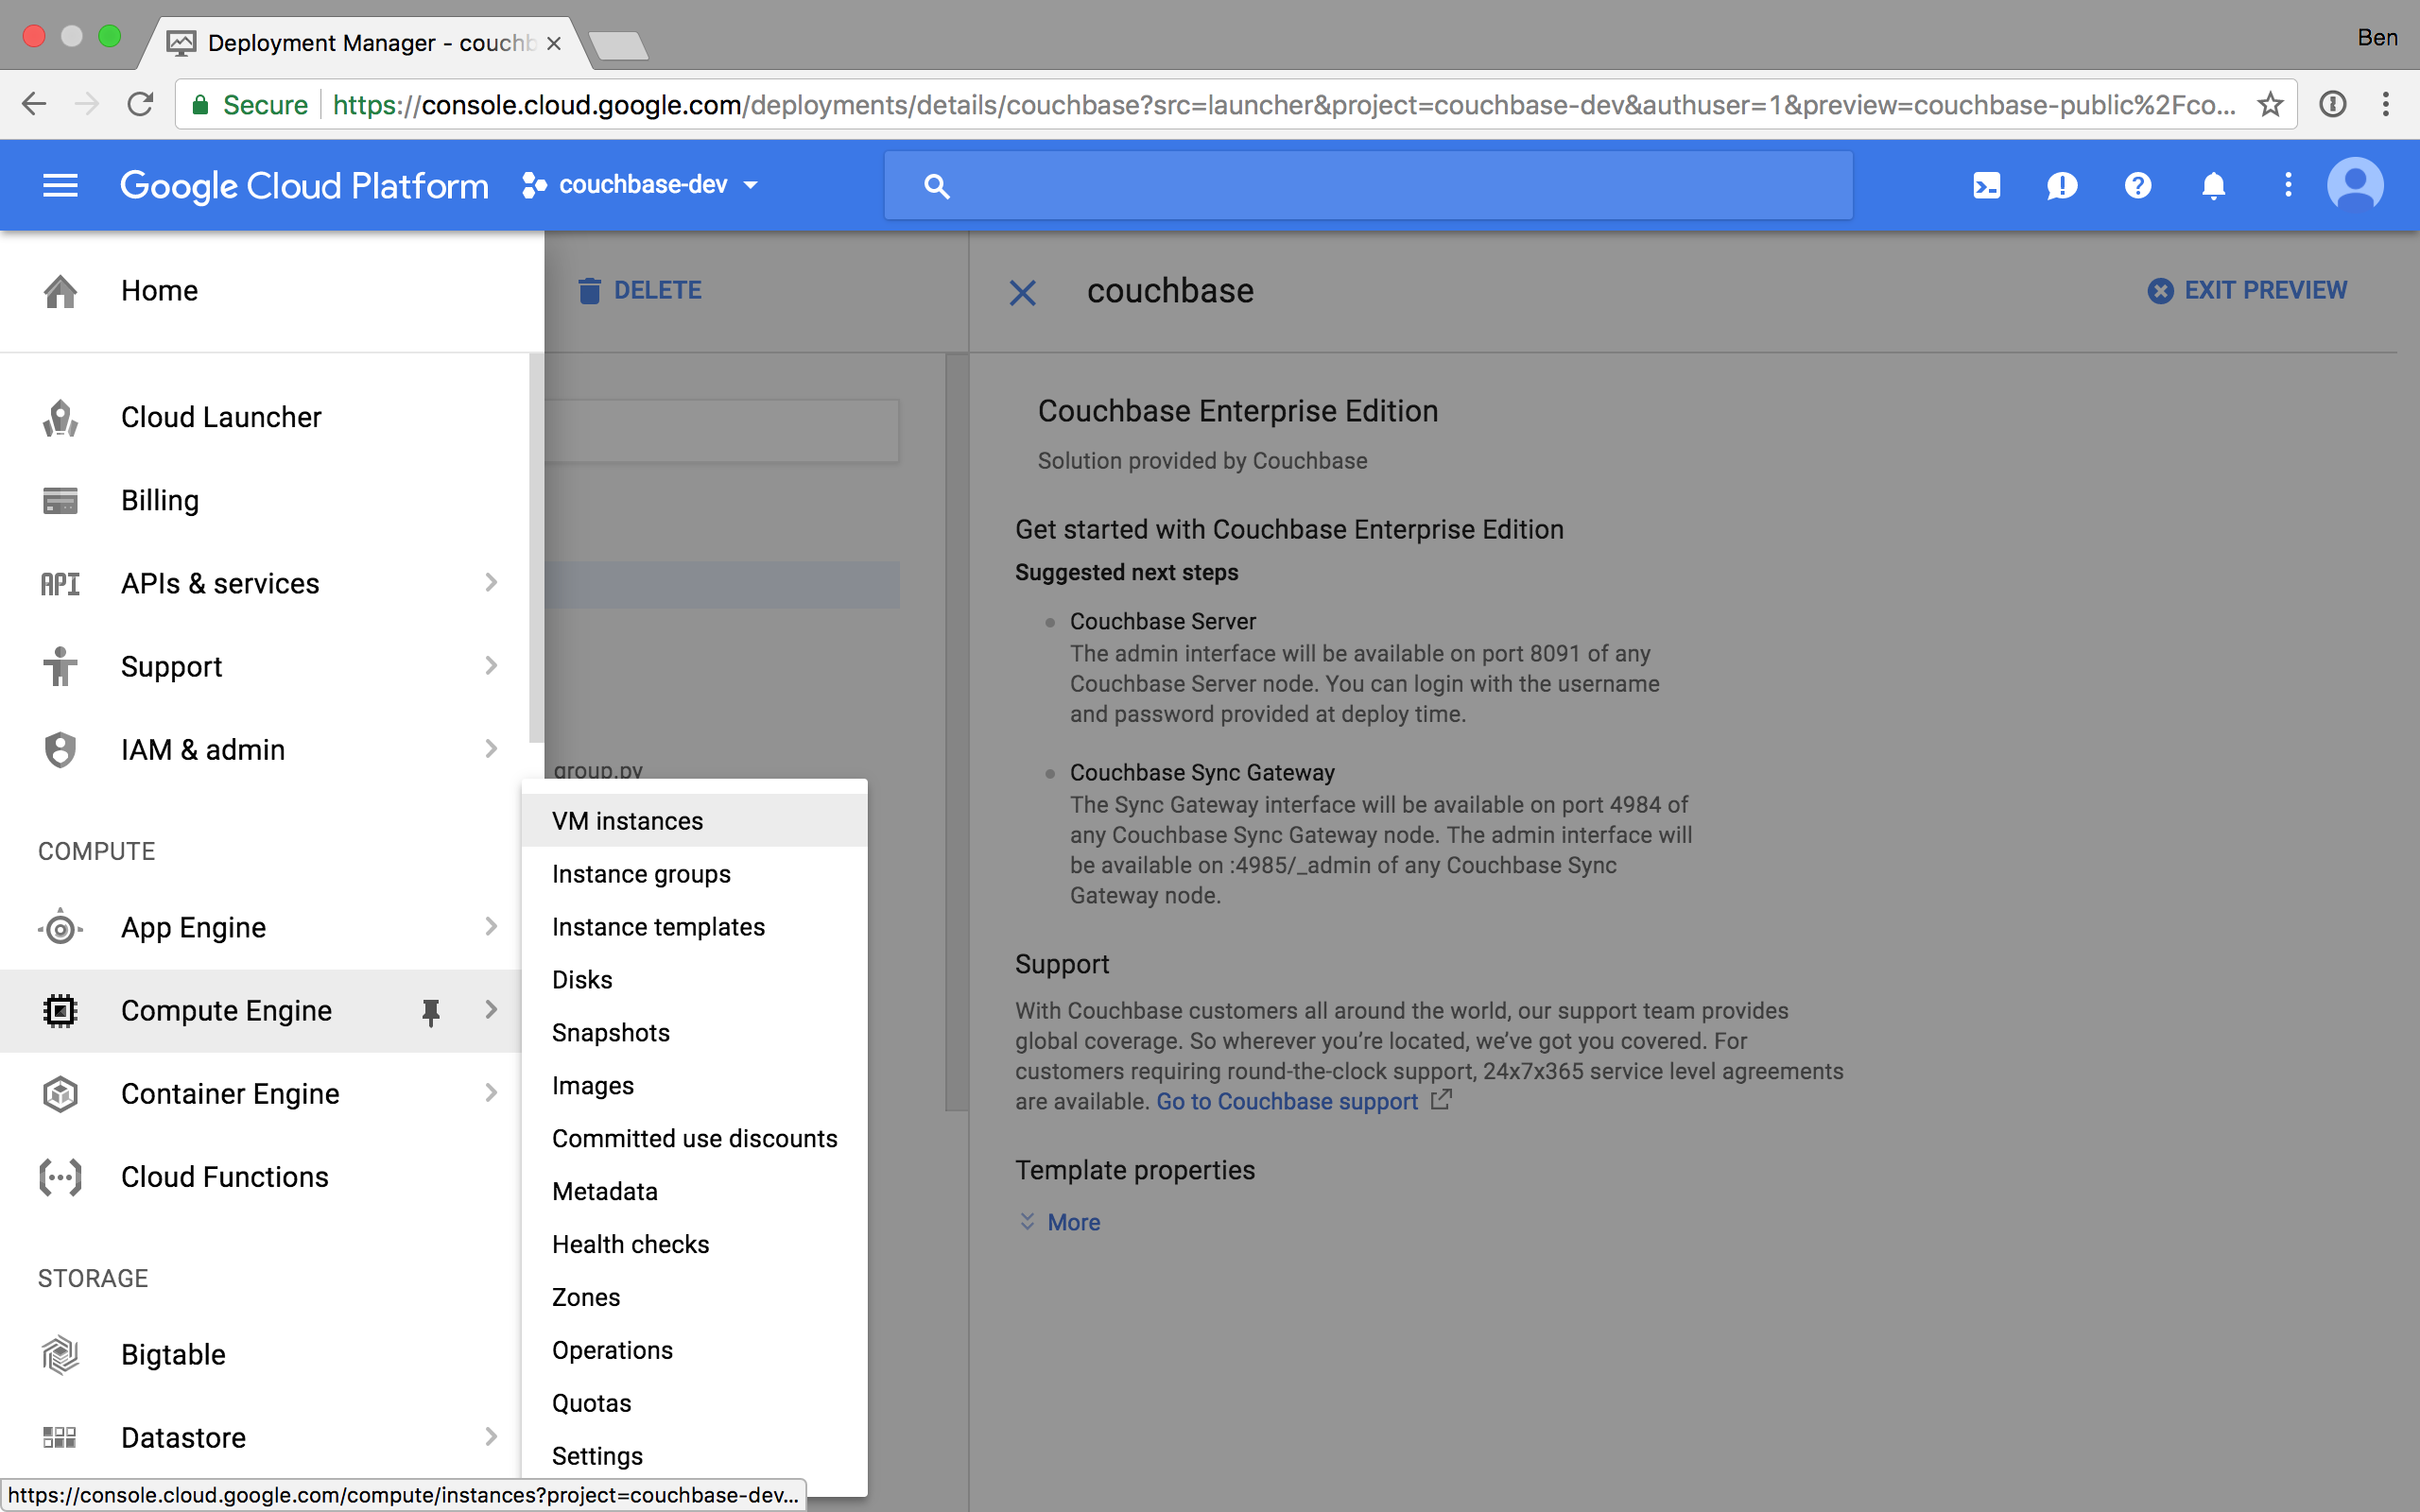 Deployment Manager - couchb
Ben
Secure
https://console.cloud.google.com/deployments/details/couchbase?src=launcher&project=couchbase-dev&authuser=1&preview=couchbase-public%2Fco...
Google Cloud Platform
couchbase-dev
Home
Cloud Launcher
Billing
API
APIs & services
Support
IAM & admin
COMPUTE
App Engine
Compute Engine
Container Engine
Cloud Functions
STORAGE
Bigtable
Datastore
https://console.cloud.google.com/compute/instances?project=couchbase-dev...
DELETE
group.py
VM instances
Instance groups
Instance templates
Disks
Snapshots
Images
Committed use discounts
Metadata
Health checks
Zones
Operations
Quotas
Settings
couchbase
EXIT PREVIEW
Couchbase Enterprise Edition
Solution provided by Couchbase
Get started with Couchbase Enterprise Edition
Suggested next steps
Couchbase Server
The admin interface will be available on port 8091 of any
Couchbase Server node. You can login with the username
and password provided at deploy time.
Couchbase Sync Gateway
The Sync Gateway interface will be available on port 4984 of
any Couchbase Sync Gateway node. The admin interface will
be available on :4985/_admin of any Couchbase Sync
Gateway node.
Support
With Couchbase customers all around the world, our support team provides
global coverage. So wherever you’re located, we’ve got you covered. For
customers requiring round-the-clock support, 24x7x365 service level agreements
are available. Go to Couchbase support
Template properties
More